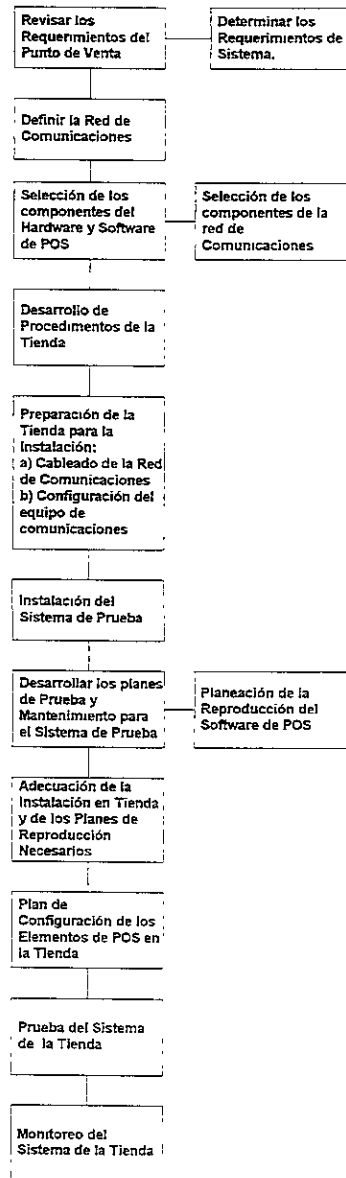 Revisar los
Requerimientos del
Punto de Venta
Determinar los
Requerimientos de
Sistema.
Definir la Red de
Comunicaciones
Selección de los
componentes del
Hardware y Software
de POS
Selección de los
componentes de la
red de
Comunicaciones
Desarrollo de
Procedimentos de la
Tienda
Preparación de la
Tienda para la
Instalación:
a) Cableado de la Red
de Comunicaciones
b) Configuración del
equipo de
comunicaciones
Instalación del
Sistema de Prueba
Desarrollar los planes
de Prueba y
Mantenimiento para
el Sistema de Prueba
Planeación de la
Reproducción del
Software de POS
Adecuación de la
Instalación en Tienda
y de los Planes de
Reproducción
Necesarios
Plan de
Configuración de los
Elementos de POS en
la Tienda
Prueba del Sistema
de la Tienda
Monitoreo del
Sistema de la Tienda